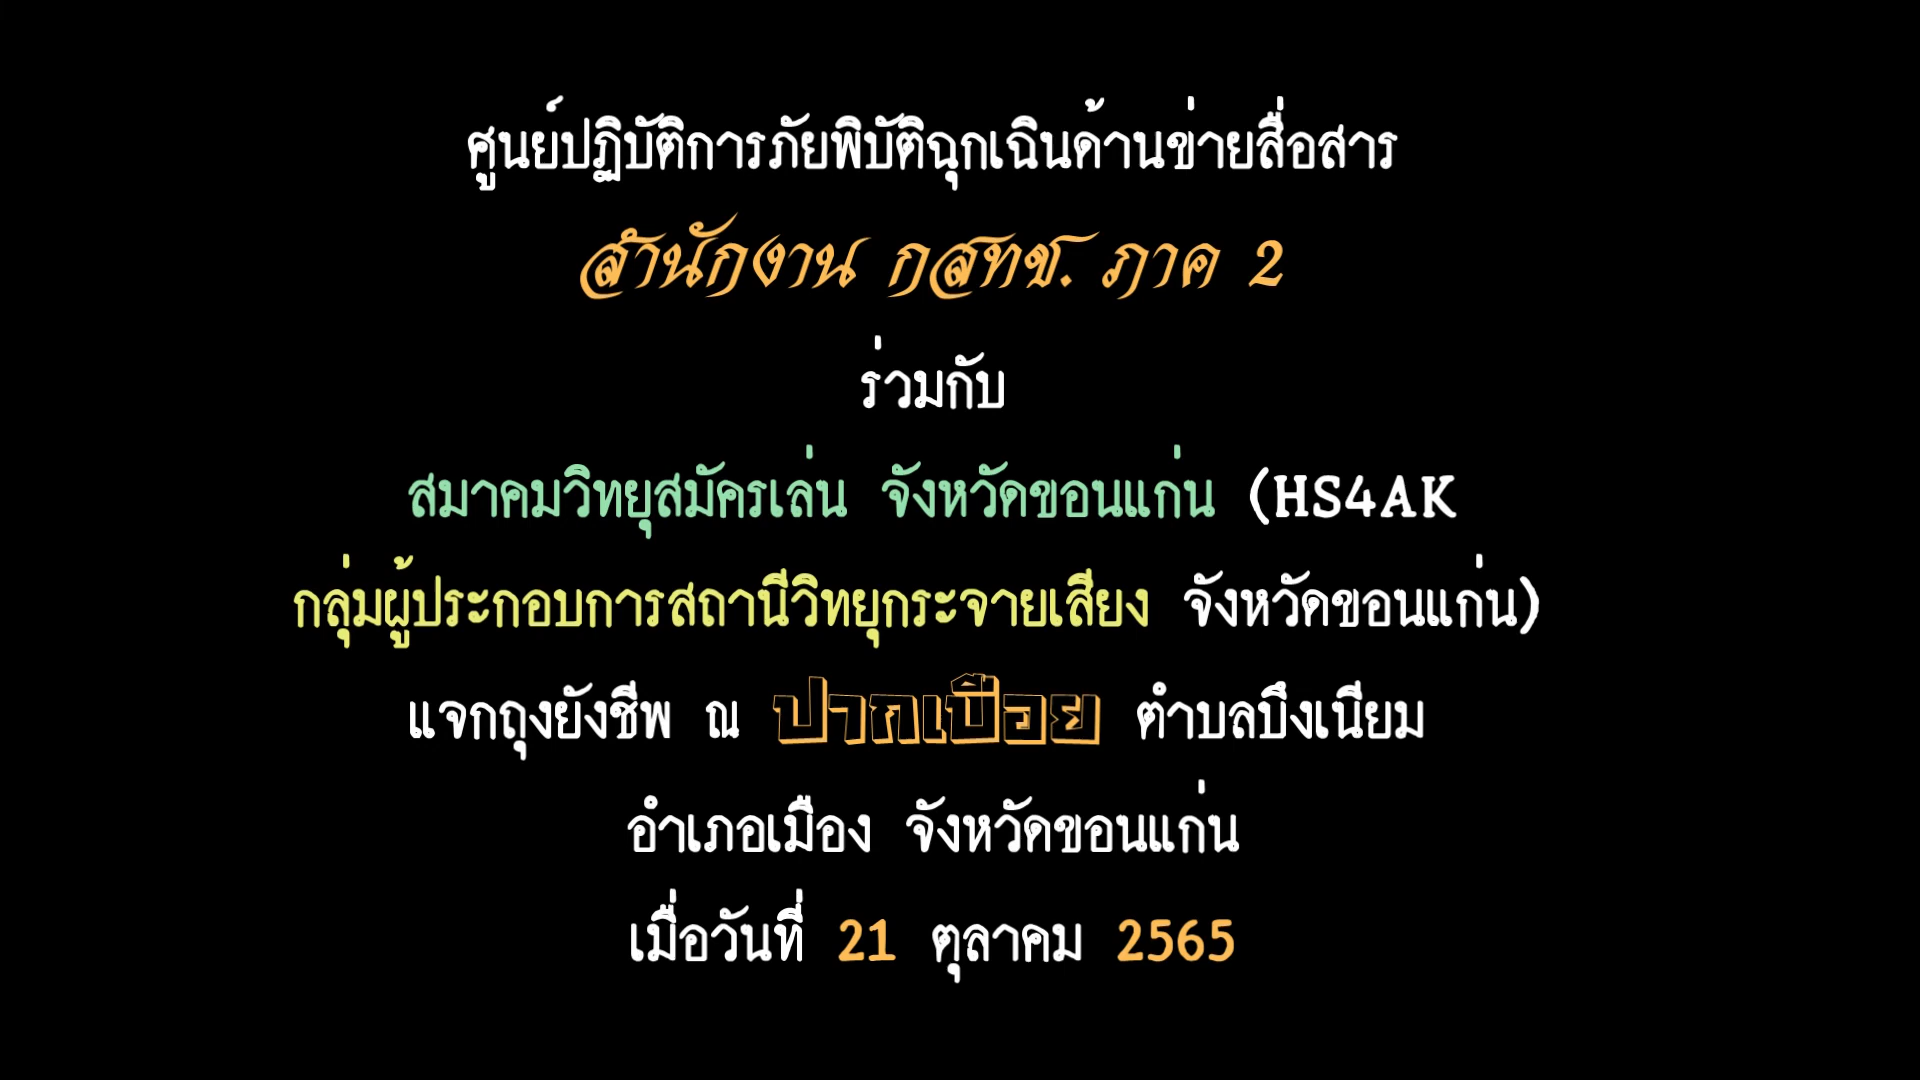 ศูนย์ปฏิบัติการภัยพิบัติฉุกเฉินด้านข่ายสื่อสาร
สำนักงาน กสทช. ภาค 2
ร่วมกับ
สมาคมวิทยุสมัครเล่น จังหวัดขอนแก่น (HS4AK
กลุ่มผู้ประกอบการสถานีวิทยุกระจายเสียง จังหวัดขอนแก่น)
แจกถุงยังชีพ ณ ปากเปือย ตำบลบึงเนียม
อำเภอเมือง จังหวัดขอนแก่น
เมื่อวันที่ 21 ตุลาคม 2565